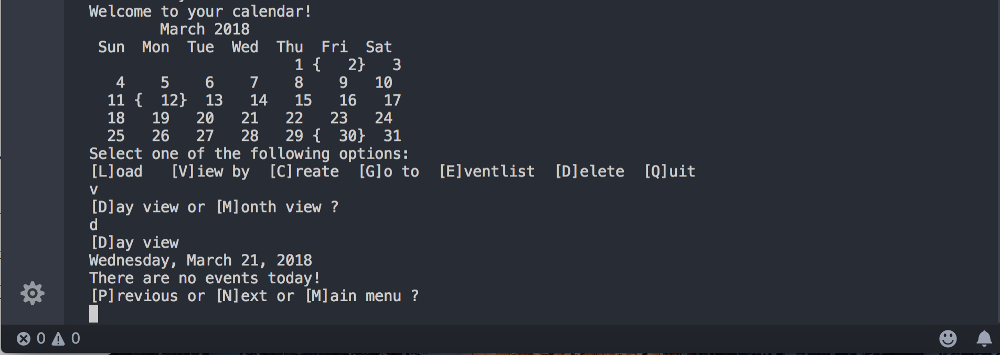 Welcome to your calendar!
        March 2018
 Sun  Mon  Tue  Wed  Thu  Fri  Sat
                       1 {   2}   3
   4    5    6    7    8    9   10
  11 {  12}  13   14   15   16   17
  18   19   20   21   22   23   24
  25   26   27   28   29 {  30}  31
Select one of the following options:
[L]oad   [V]iew by  [C]reate  [G]o to  [E]ventlist  [D]elete  [Q]uit
v
[D]ay view or [M]onth view ?
d
[D]ay view
Wednesday, March 21, 2018
There are no events today!
[P]revious or [N]ext or [M]ain menu ?
0 0